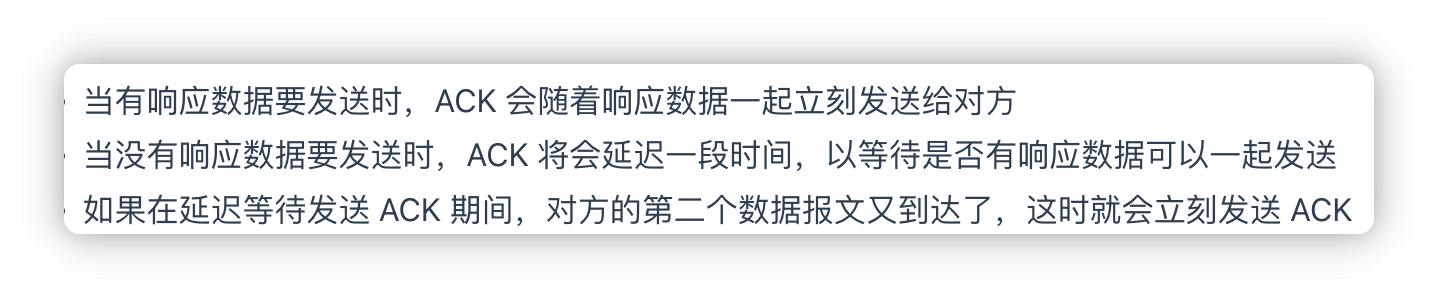 当有响应数据要发送时，ACK 会随着响应数据一起立刻发送给对方
当没有响应数据要发送时，ACK 将会延迟一段时间，以等待是否有响应数据可以一起发送
如果在延迟等待发送 ACK 期间，对方的第二个数据报文又到达了，这时就会立刻发送 ACK